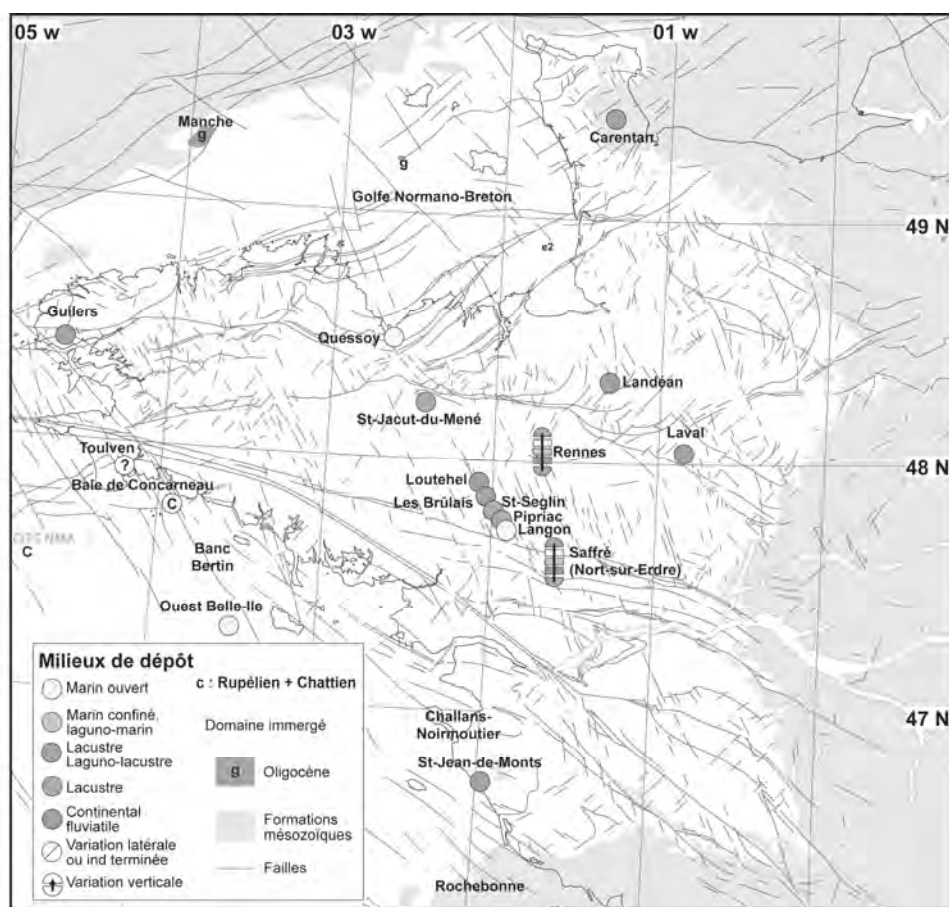 05 w
03 w
01 w
Manche
g
Carentan
g
Golfe Normano-Breton
49 N
e2
Guilers
Quessoy
Landéan
St-Jacut-du-Mené
Laval
Rennes
Toulven
?
48 N
Baie de Concarneau
Loutehel
C
Les Brûlais
St-Seglin
Pipriac
Langon
C
Banc
Bertin
Saffré
(Nort-sur-Erdre)
Ouest Belle-Ile
47 N
Challans-
Noirmoutier
St-Jean-de-Monts
Rochebonne
Milieux de dépôt
Marin ouvert
Marin confiné,
laguno-marin
Lacustre
Laguno-lacustre
Lacustre
Continental
fluviatile
Variation latérale
ou ind terminée
Variation verticale
c : Rupélien + Chattien
Domaine immergé
g
Oligocène
Formations
mésozoïques
Failles